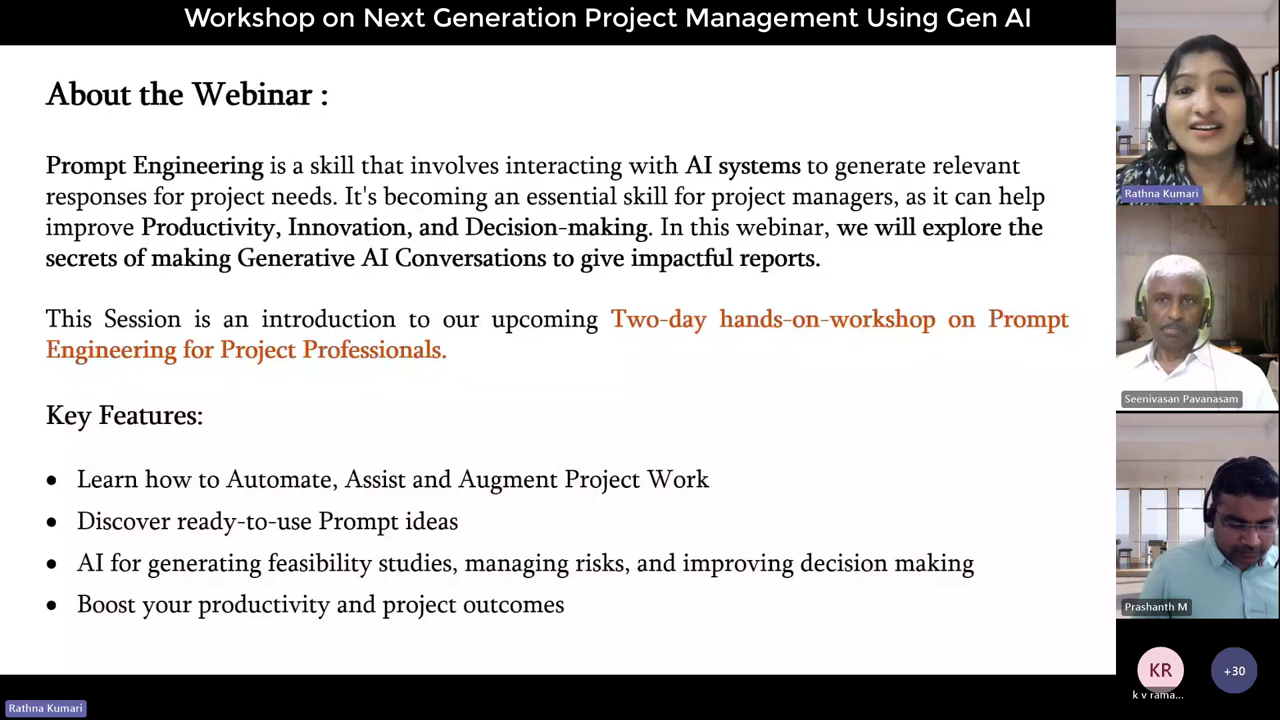 Workshop on Next Generation Project Management Using Gen AI
About the Webinar :
Prompt Engineering is a skill that involves interacting with AI systems to generate relevant
responses for project needs. It's becoming an essential skill for project managers, as it can help
improve Productivity, Innovation, and Decision-making. In this webinar, we will explore the
secrets of making Generative AI Conversations to give impactful reports.
This Session is an introduction to our upcoming Two-day hands-on-workshop on Prompt
Engineering for Project Professionals.
Key Features:
• Learn how to Automate, Assist and Augment Project Work
• Discover ready-to-use Prompt ideas
• AI for generating feasibility studies, managing risks, and improving decision making
• Boost your productivity and project outcomes
Rathna Kumari
Seenivasan Pavanasam
Prashanth M
KR
+30
k v rama...
Rathna Kumari